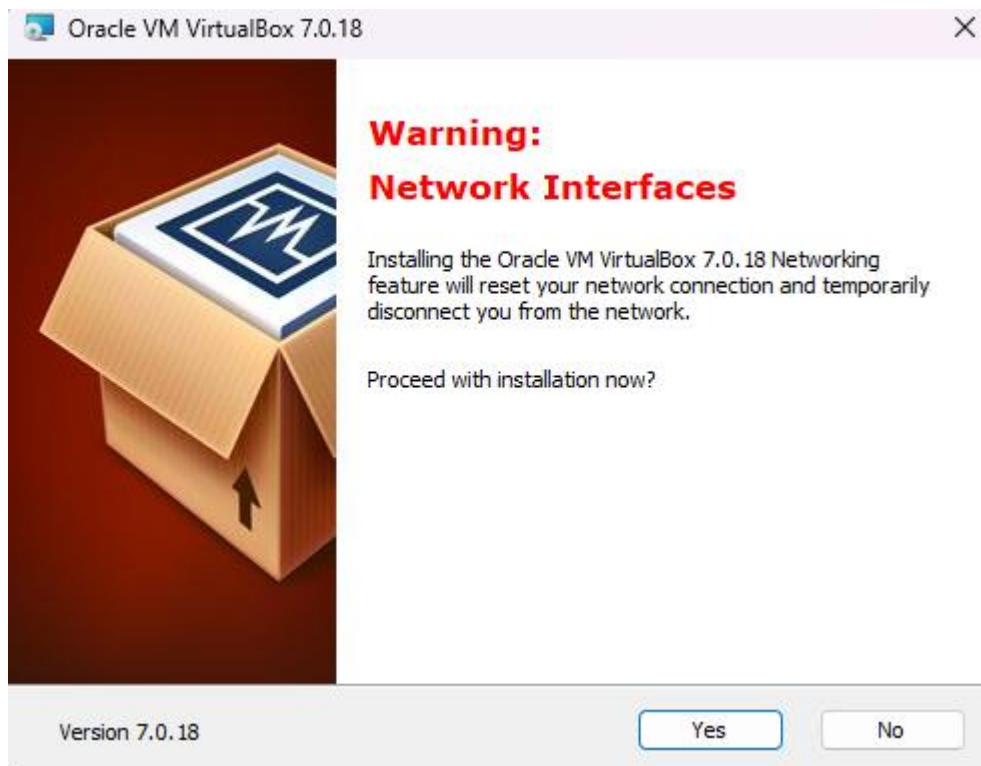 Oracle VM VirtualBox 7.0.18
Warning:
Network Interfaces
Installing the Oracle VM VirtualBox 7.0.18 Networking
feature will reset your network connection and temporarily
disconnect you from the network.
Proceed with installation now?
Version 7.0.18
Yes
No